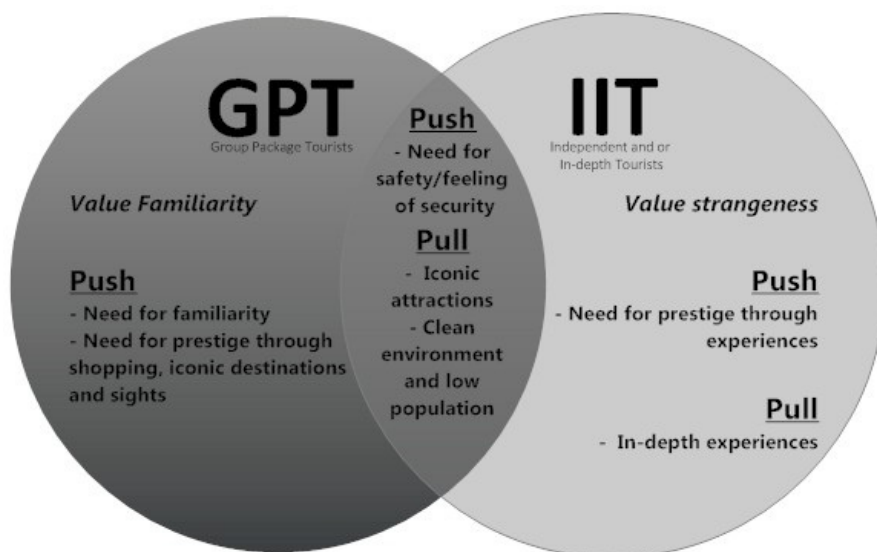 GPT
Group Package Tourists
Value Familiarity
Push
- Need for familiarity
- Need for prestige through
shopping, iconic destinations
and sights
Push
- Need for
safety/feeling
of security
Pull
- Iconic
attractions
- Clean
environment
and low
population
IIT
Independent and or
In-depth Tourists
Value strangeness
Push
- Need for prestige through
experiences
Pull
- In-depth experiences